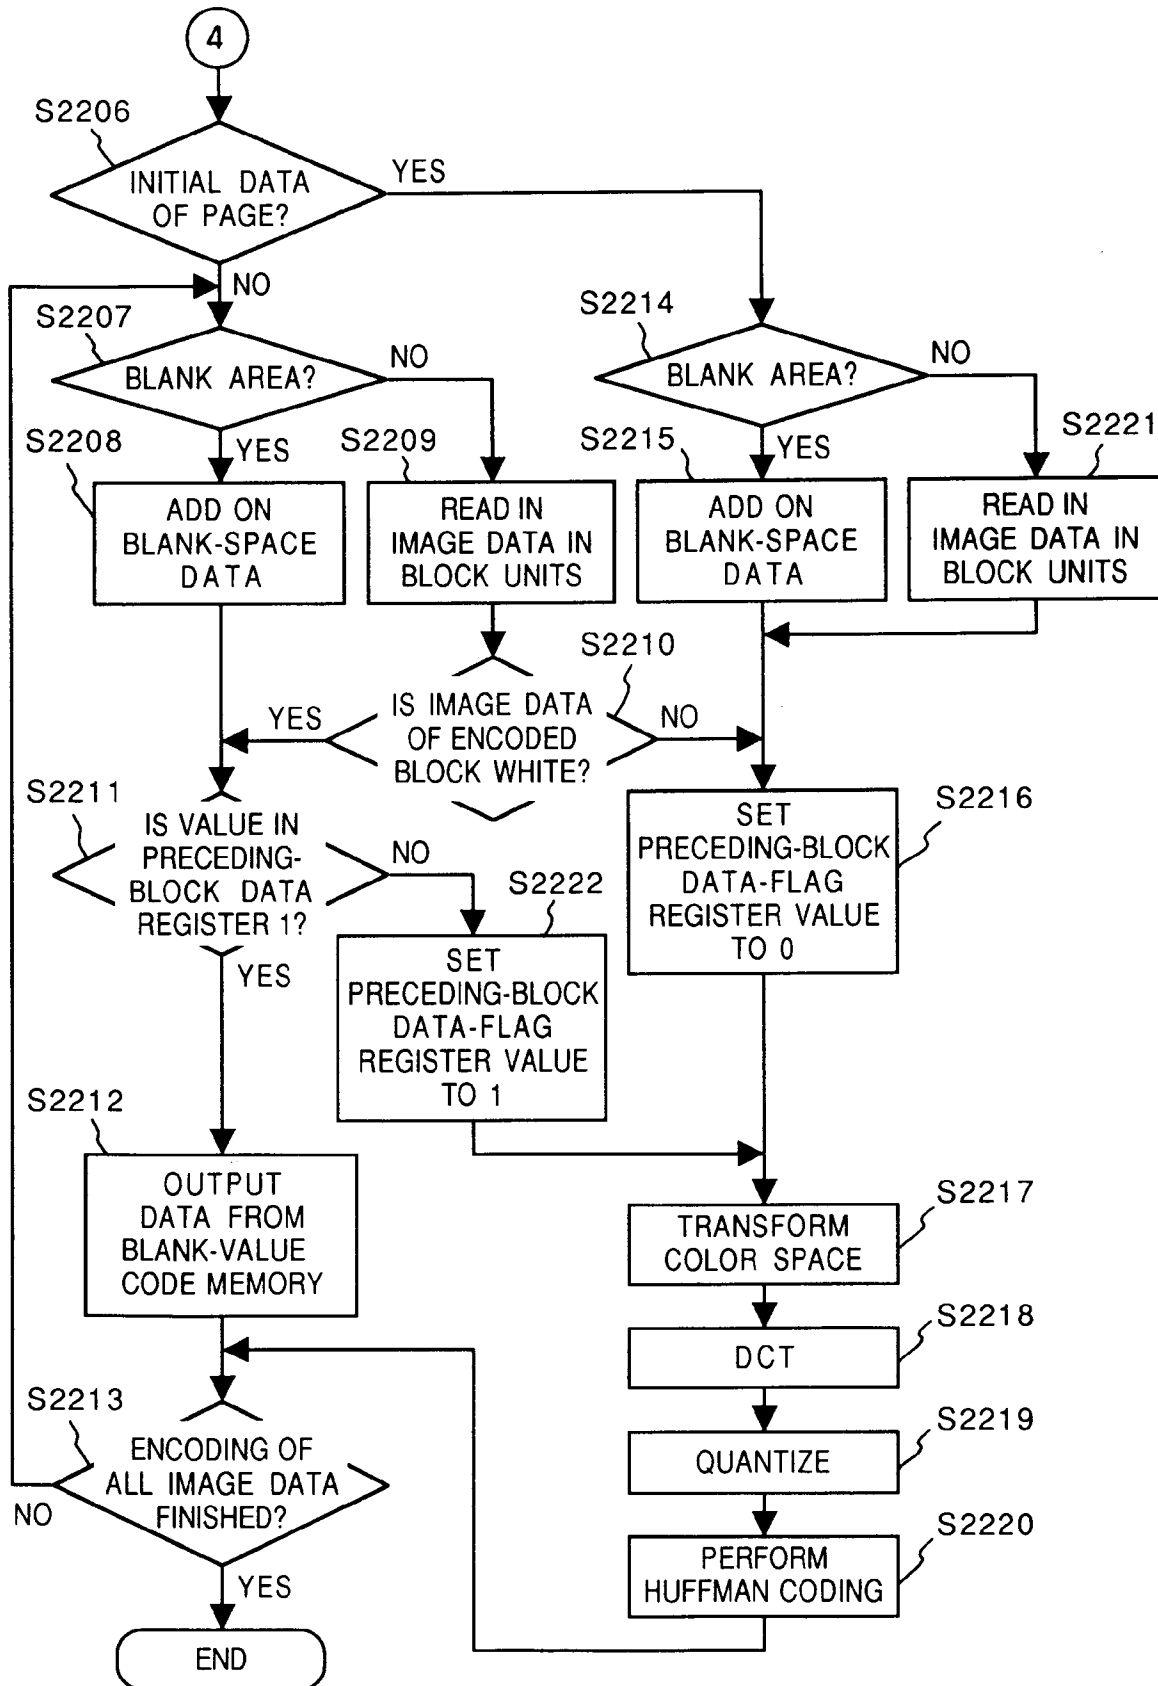 4
S2206
INITIAL DATA
OF PAGE?
YES
NO
S2207
BLANK AREA?
NO
S2214
BLANK AREA?
NO
S2208
YES
ADD ON
BLANK-SPACE
DATA
S2209
READ IN
IMAGE DATA IN
BLOCK UNITS
S2215
YES
ADD ON
BLANK-SPACE
DATA
S2221
READ IN
IMAGE DATA IN
BLOCK UNITS
S2210
IS IMAGE DATA
OF ENCODED
BLOCK WHITE?
YES
NO
S2211
IS VALUE IN
PRECEDING-
BLOCK DATA
REGISTER 1?
NO
YES
S2222
SET
PRECEDING-BLOCK
DATA-FLAG
REGISTER VALUE
TO 1
S2216
SET
PRECEDING-BLOCK
DATA-FLAG
REGISTER VALUE
TO 0
S2212
OUTPUT
DATA FROM
BLANK-VALUE
CODE MEMORY
S2217
TRANSFORM
COLOR SPACE
S2218
DCT
S2219
QUANTIZE
S2220
PERFORM
HUFFMAN CODING
S2213
ENCODING OF
ALL IMAGE DATA
FINISHED?
NO
YES
END